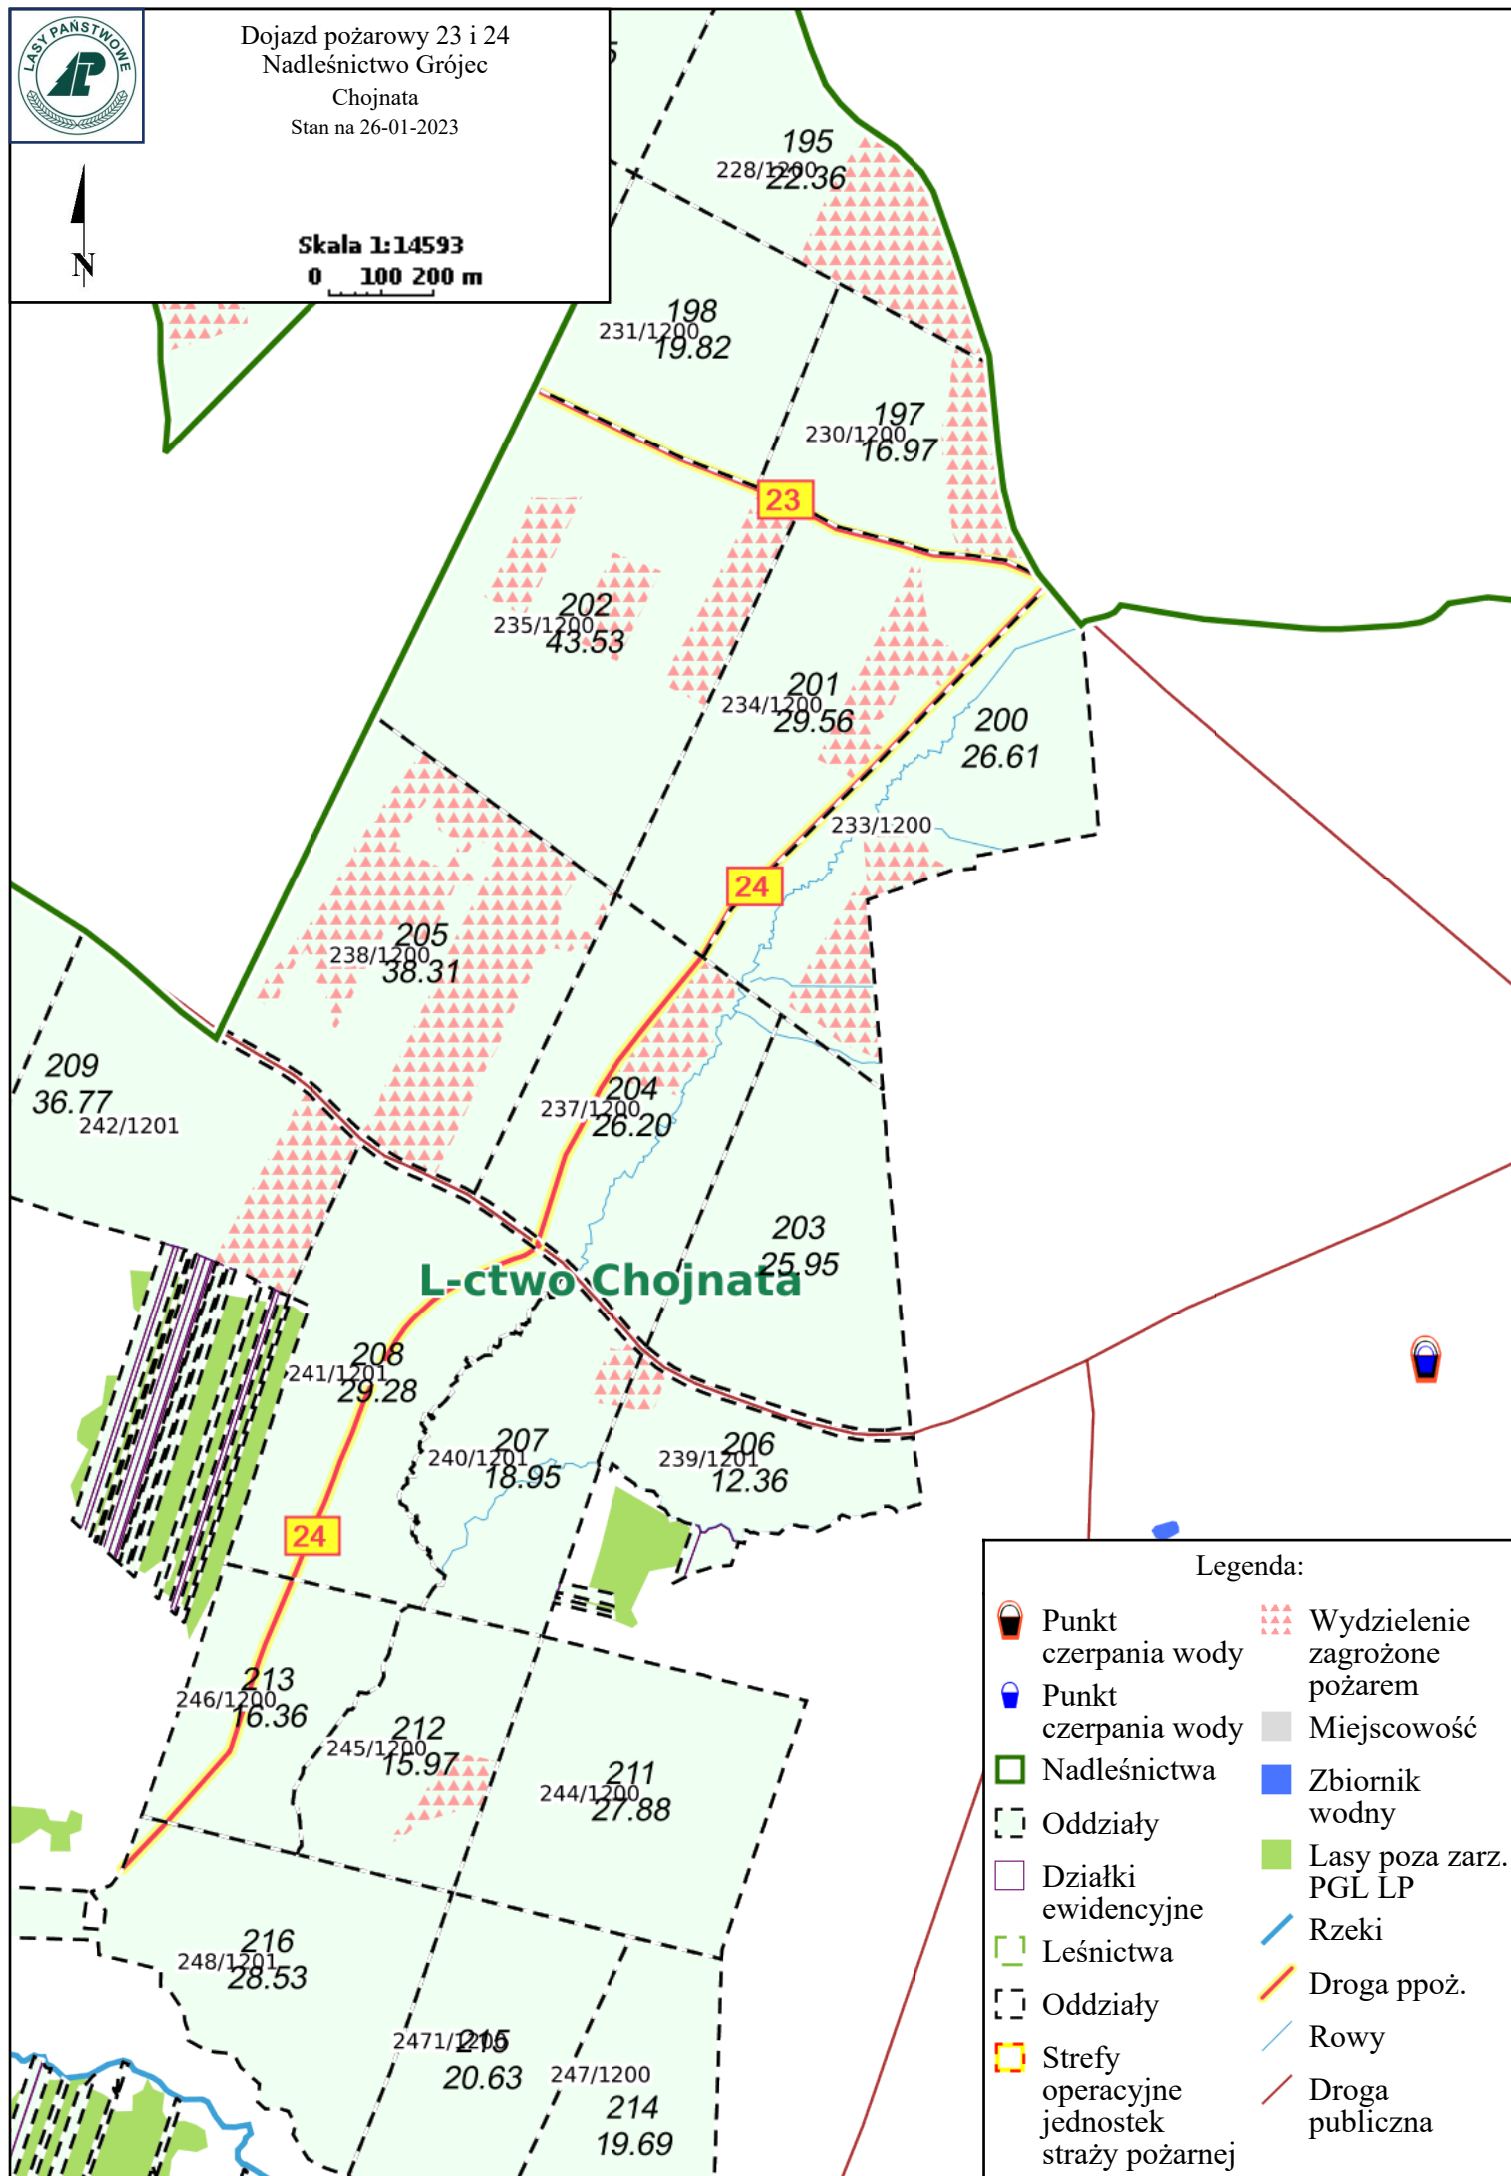 LASY PAŃSTWOWE
Dojazd pożarowy 23 i 24
Nadleśnictwo Grójec
Chojnata
Stan na 26-01-2023
N
Skala 1:14593
0 100 200 m
195
228/1200
22.36
198
231/1200
19.82
197
230/1200
16.97
23
202
235/1200
43.53
201
234/1200
29.56
200
26.61
233/1200
24
205
238/1200
38.31
209
36.77
242/1201
204
237/1200
26.20
203
25.95
L-ctwo Chojnata
208
241/1201
29.28
207
240/1201
18.95
206
239/1201
12.36
24
213
246/1200
16.36
212
245/1200
15.97
211
244/1200
27.88
216
248/1201
28.53
2471/1200
215
20.63
247/1200
214
19.69
Legenda:
Punkt
czerpania wody
Punkt
czerpania wody
Nadleśnictwa
Oddziały
Działki
ewidencyjne
Leśnictwa
Oddziały
Strefy
operacyjne
jednostek
straży pożarnej
Wydzielenie
zagrożone
pożarem
Miejscowość
Zbiornik
wodny
Lasy poza zarz.
PGL LP
Rzeki
Droga ppoż.
Rowy
Droga
publiczna